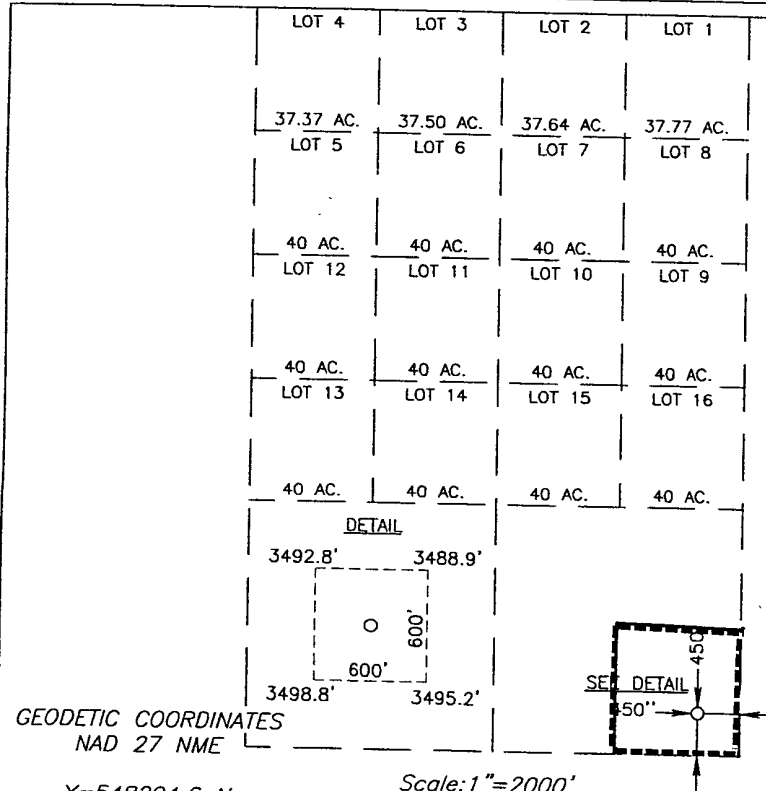 LOT 4 LOT 3 LOT 2 LOT 1
37.37 AC. 37.50 AC. 37.64 AC. 37.77 AC.
LOT 5 LOT 6 LOT 7 LOT 8
40 AC. 40 AC. 40 AC. 40 AC.
LOT 12 LOT 11 LOT 10 LOT 9
40 AC. 40 AC. 40 AC. 40 AC.
LOT 13 LOT 14 LOT 15 LOT 16
40 AC. 40 AC. 40 AC. 40 AC.
DETAIL
3492.8' 3488.9'
600'
600'
3498.8' 3495.2'
450
SEE DETAIL
450''
GEODETIC COORDINATES
NAD 27 NME
Scale:1"=2000'